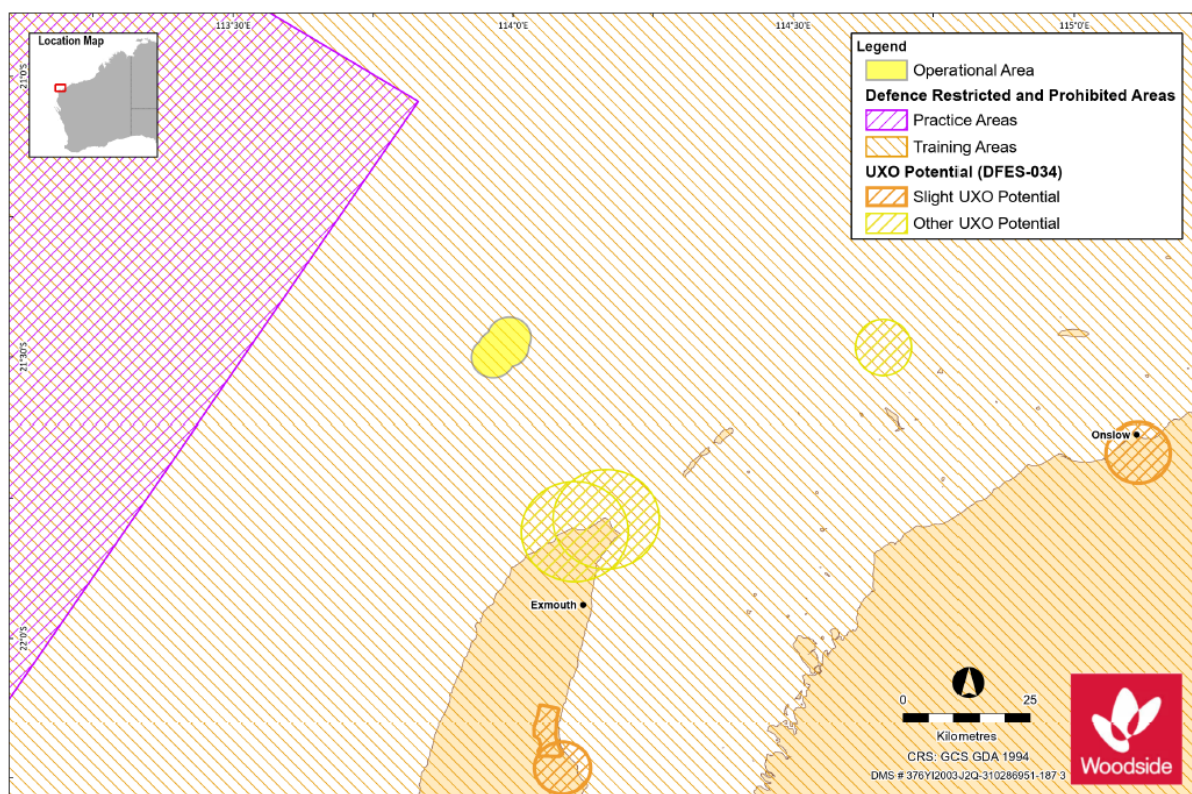 113°30'E
114°0'E
114°30'E
115°0'E
Location Map
21°0'S
21°30'S
22°0'S
Legend
Operational Area
Defence Restricted and Prohibited Areas
Practice Areas
Training Areas
UXO Potential (DFES-034)
Slight UXO Potential
Other UXO Potential
Onslow
Exmouth
0 25
Kilometres
CRS: GCS GDA 1994
DMS # 376YI2003J2Q-310286951-187 3
Woodside